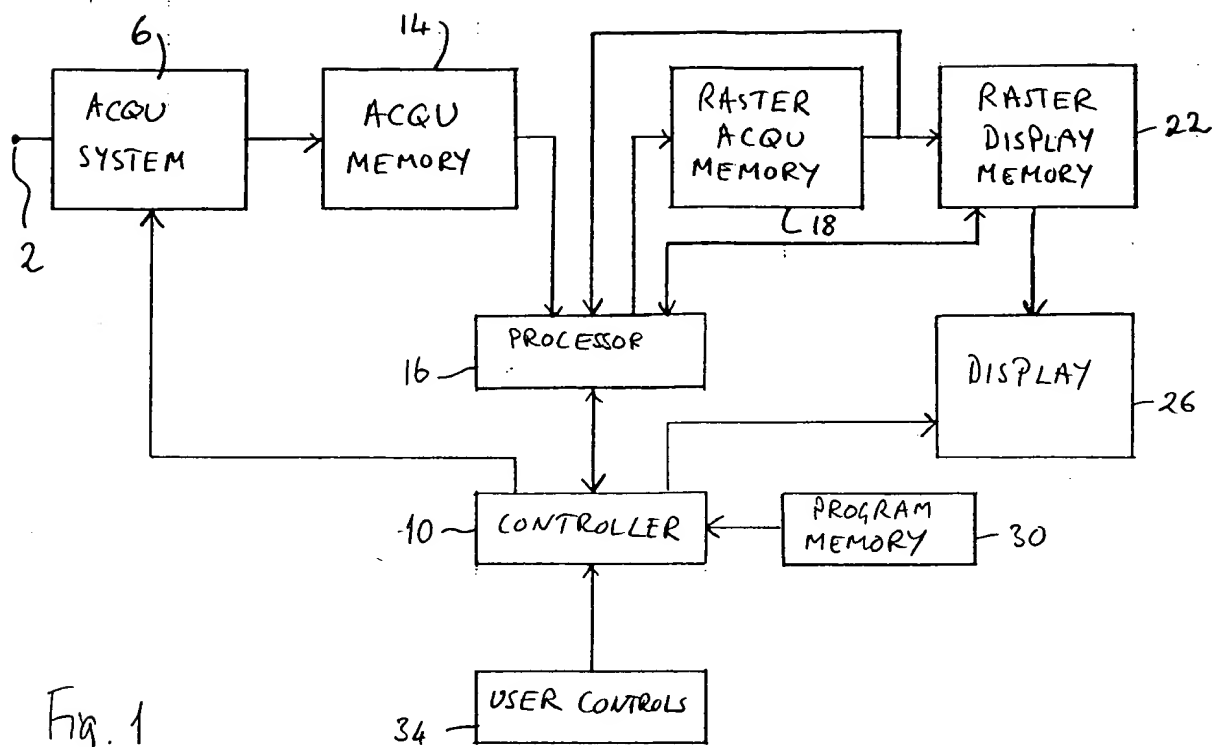 6
14
ACQU
SYSTEM
ACQU
MEMORY
RASTER
ACQU
MEMORY
RASTER
DISPLAY
MEMORY
22
2
18
PROCESSOR
16
DISPLAY
26
10
CONTROLLER
PROGRAM
MEMORY
30
USER CONTROLS
34
Fig. 1